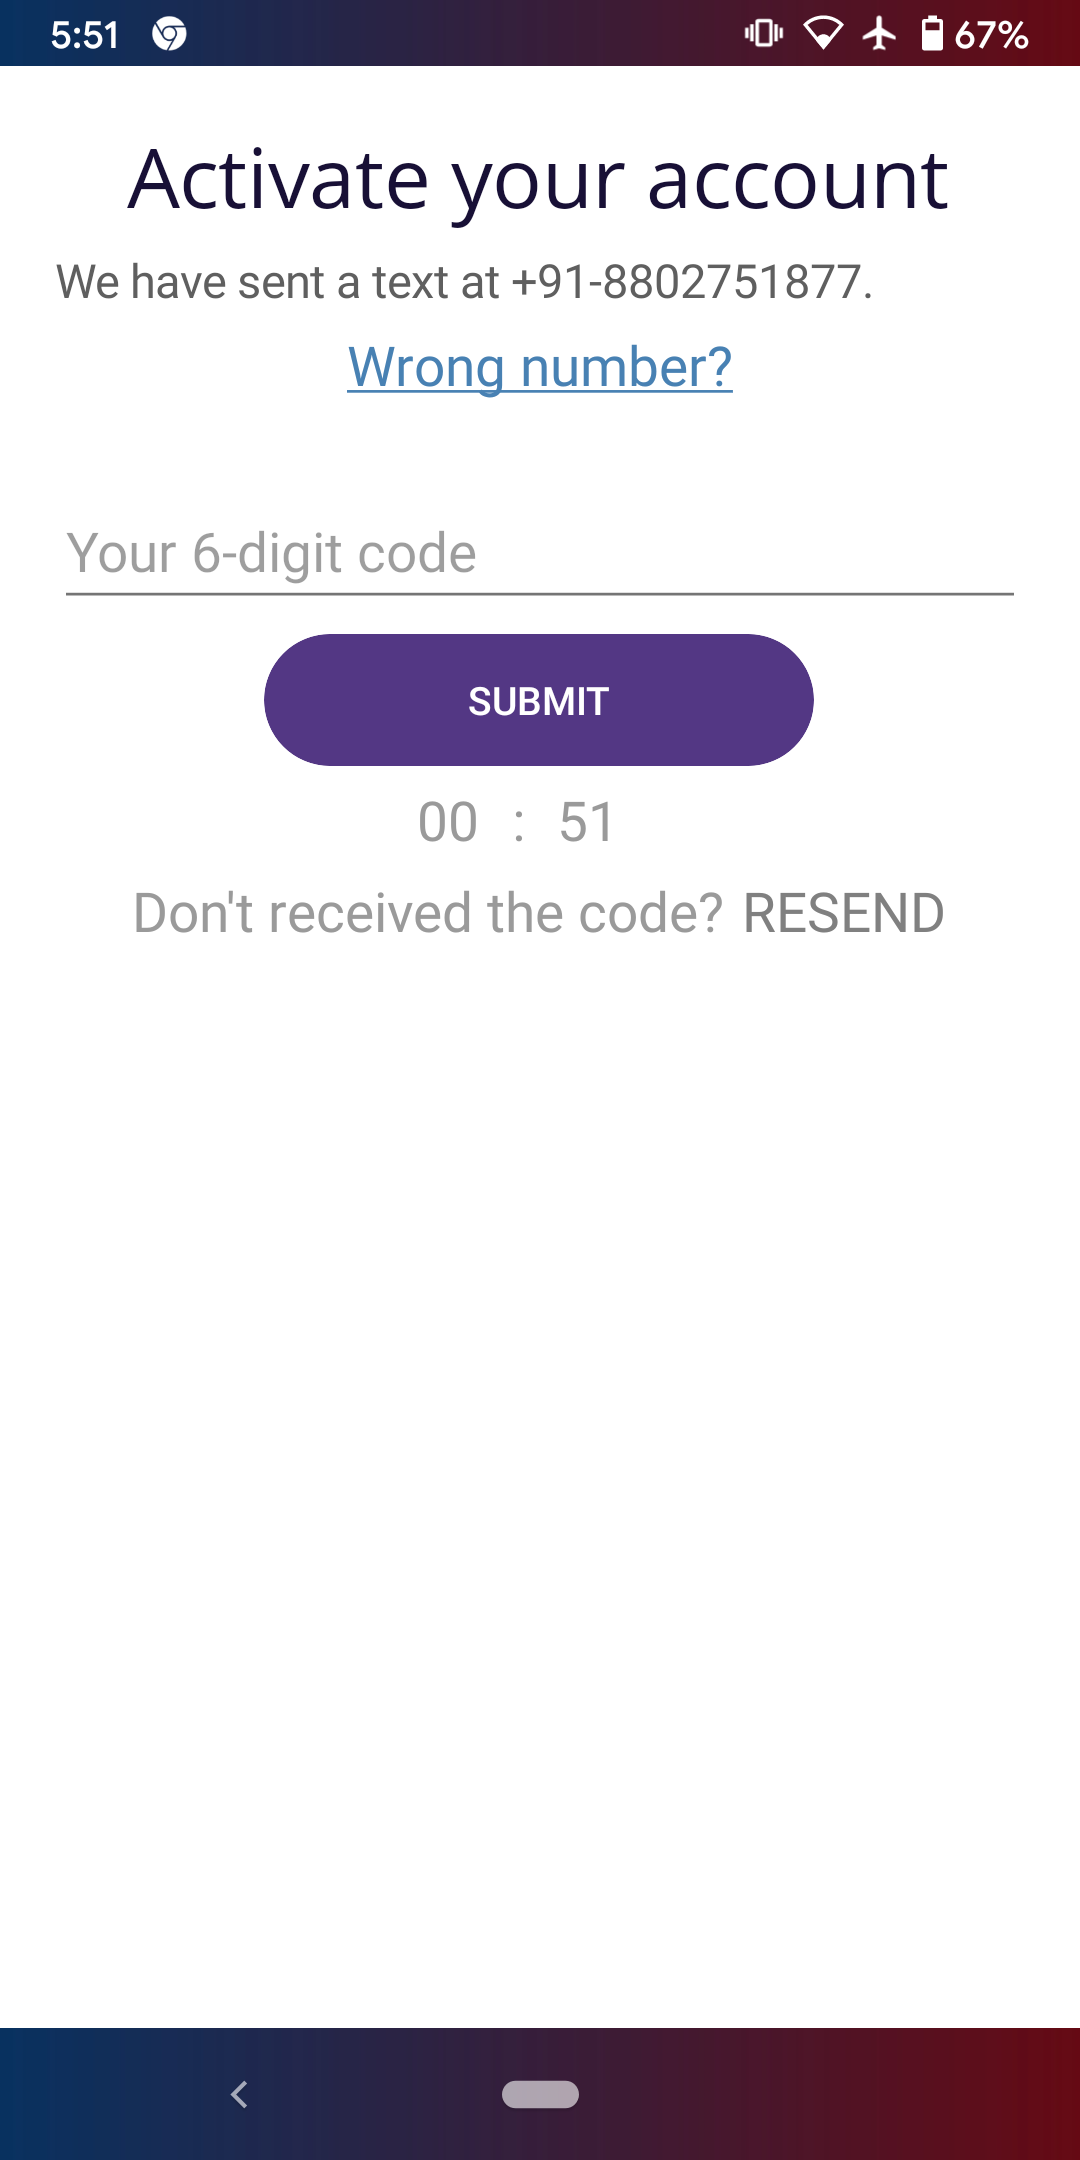 5:51 67%
Activate your account
We have sent a text at +91-8802751877.
Wrong number?
Your 6-digit code
SUBMIT
00 : 51
Don't received the code? RESEND